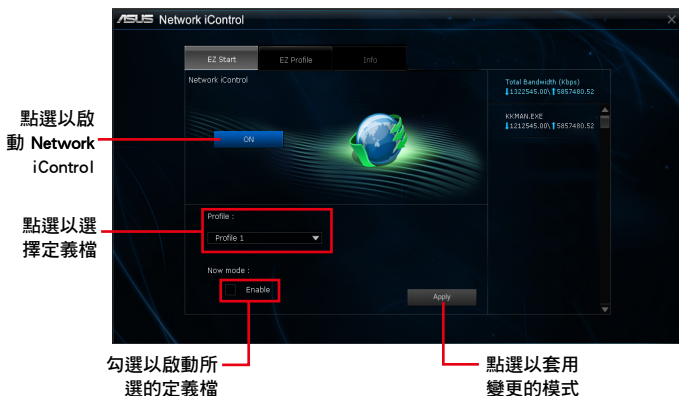 ASUS Network iControl
EZ Start
EZ Profile
Info
Network iControl
Total Bandwidth (Kbps)
1322545.00\ 5857480.52
KKMAN.EXE
1212545.00\ 5857480.52
點選以啟
動 Network
iControl
ON
點選以選
擇定義檔
Profile :
Profile 1
Now mode :
Enable
Apply
勾選以啟動所
選的定義檔
點選以套用
變更的模式